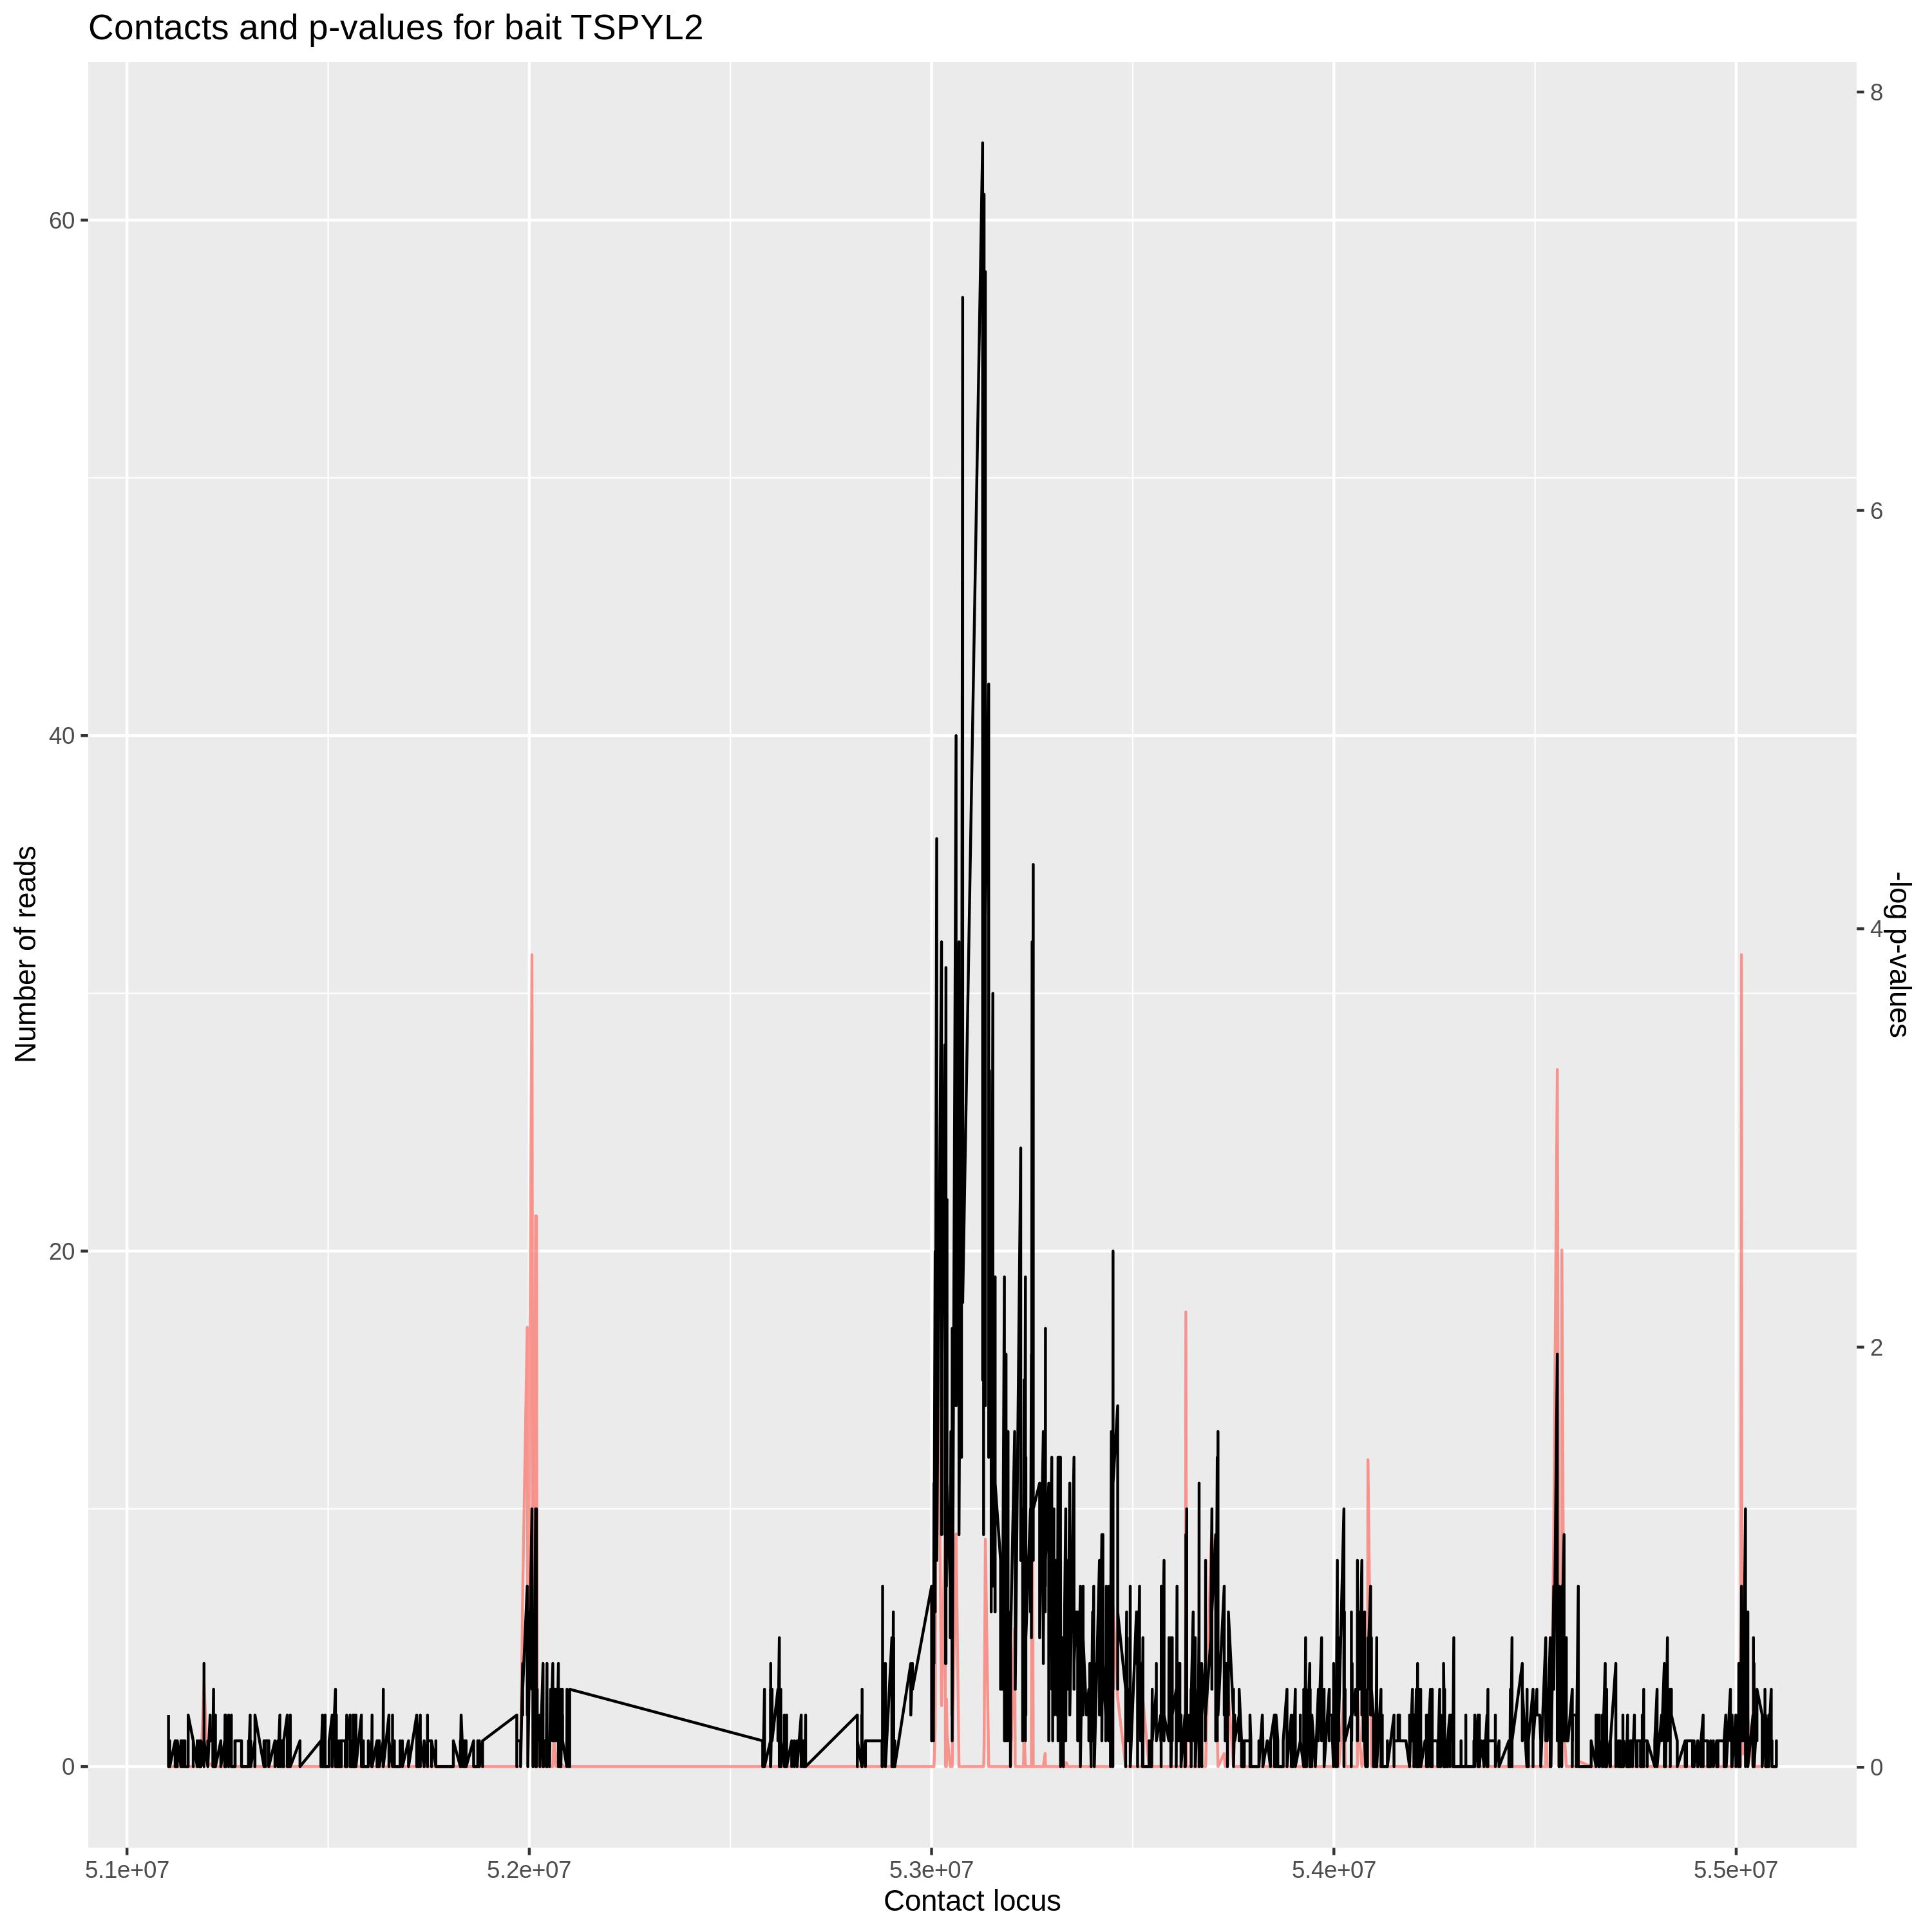 Contacts and p-values for bait TSPYL2
8
60
6
40
4
20
2
0
0
Number of reads
-log p-values
5.1e+07 5.2e+07 5.3e+07 5.4e+07 5.5e+07
Contact locus